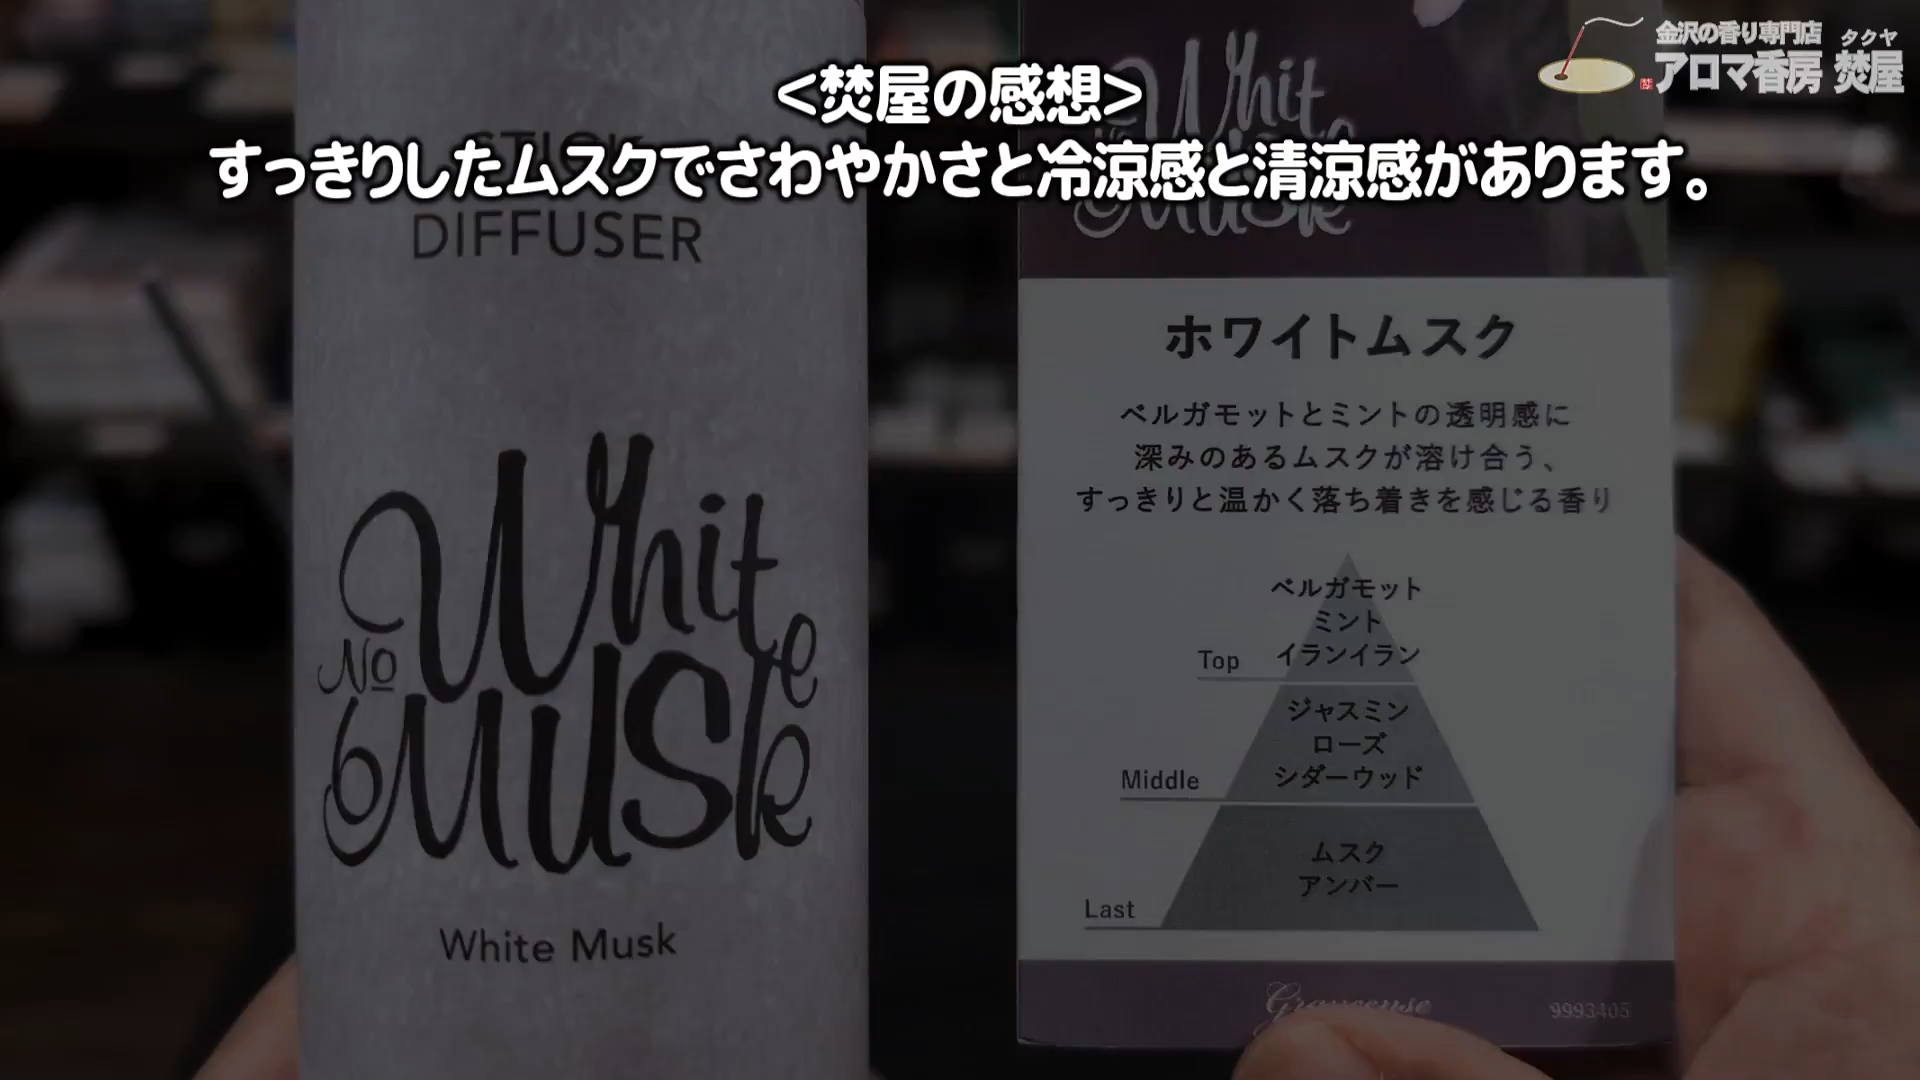 金沢の香り専門店 タクヤ
アロマ香房 焚屋
<焚屋の感想>
すっきりしたムスクでさわやかさと冷涼感と清涼感があります。
STICK
DIFFUSER
White
No
6 Musk
White Musk
Whit
Musk
ホワイトムスク
ベルガモットとミントの透明感に
深みのあるムスクが溶け合う、
すっきりと温かく落ち着きを感じる香り
ベルガモット
ミント
Top イランイラン
ジャスミン
ローズ
Middle シダーウッド
ムスク
アンバー
Last
9993405